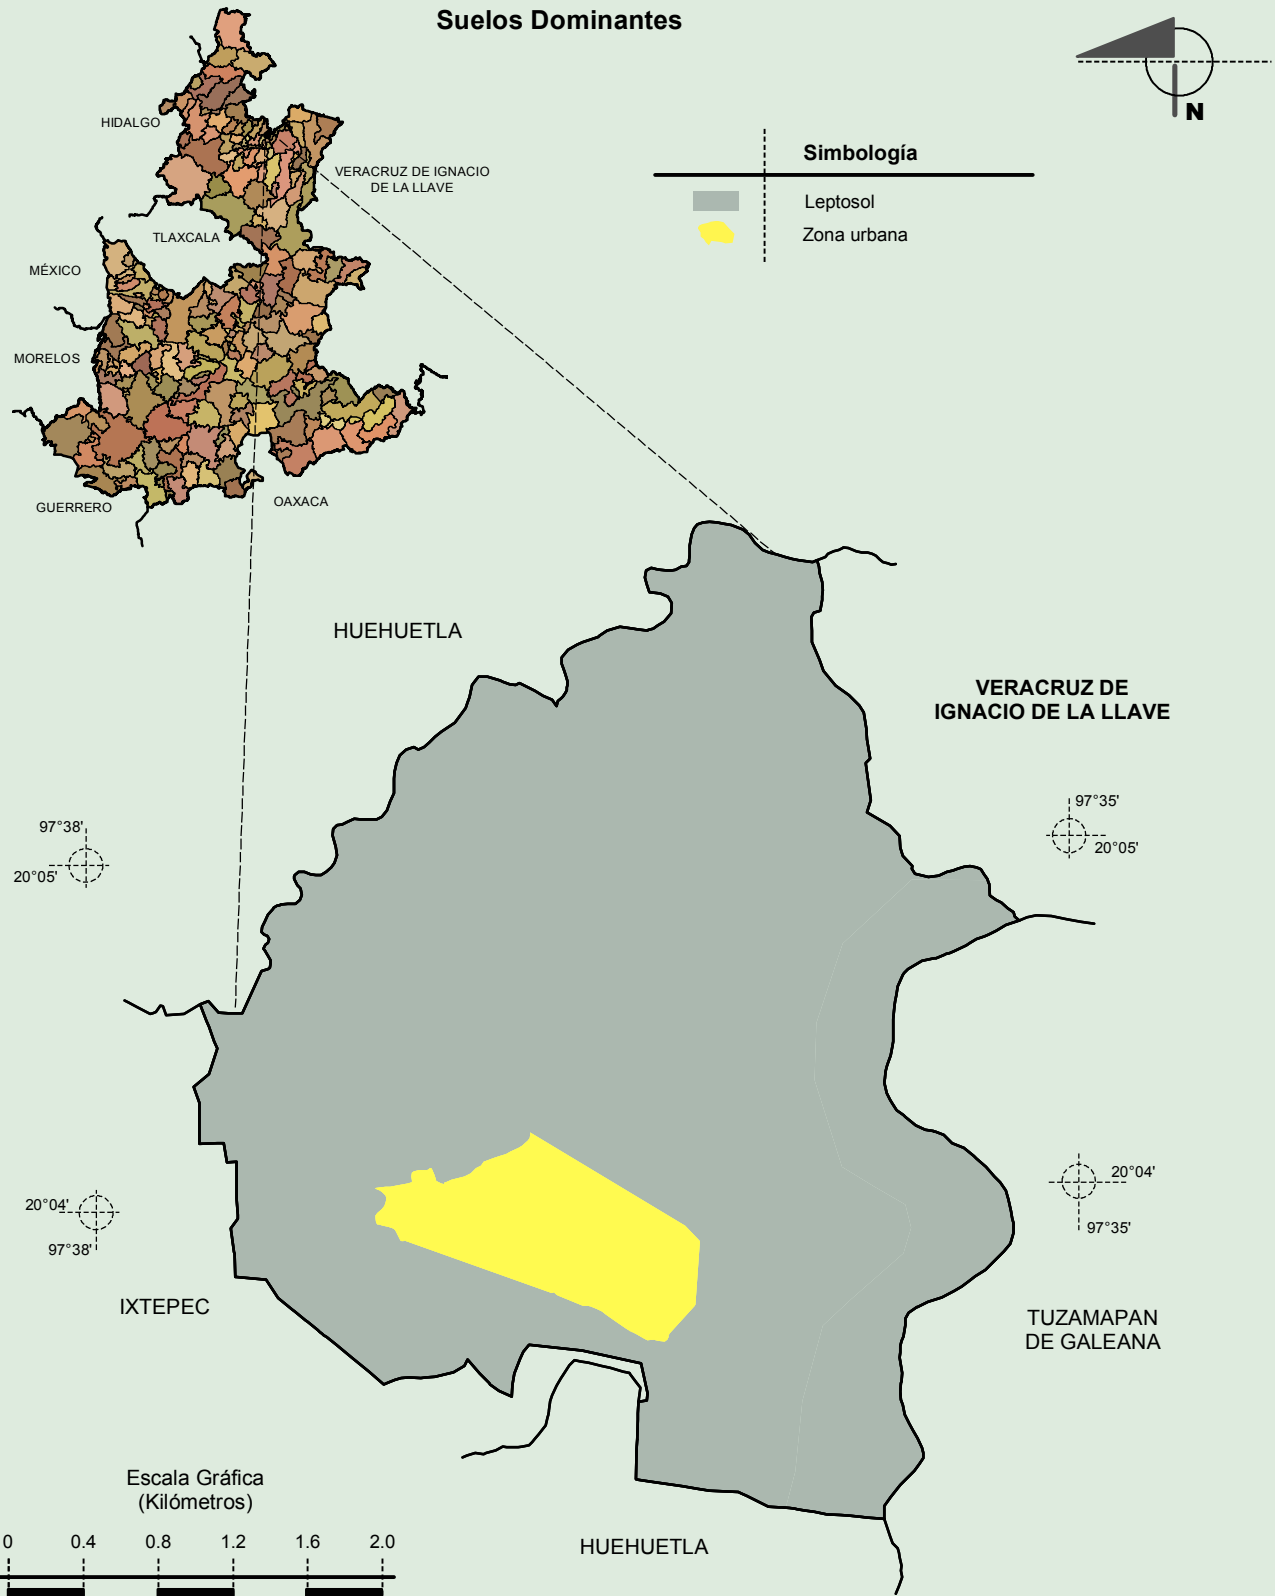 Suelos Dominantes
N
HIDALGO
VERACRUZ DE IGNACIO
DE LA LLAVE
TLAXCALA
MÉXICO
MORELOS
GUERRERO
OAXACA
Simbología
Leptosol
Zona urbana
HUEHUETLA
VERACRUZ DE
IGNACIO DE LA LLAVE
97°38'
20°05'
97°35'
20°05'
20°04'
97°38'
20°04'
97°35'
IXTEPEC
TUZAMAPAN
DE GALEANA
Escala Gráfica
(Kilómetros)
0 0.4 0.8 1.2 1.6 2.0
HUEHUETLA